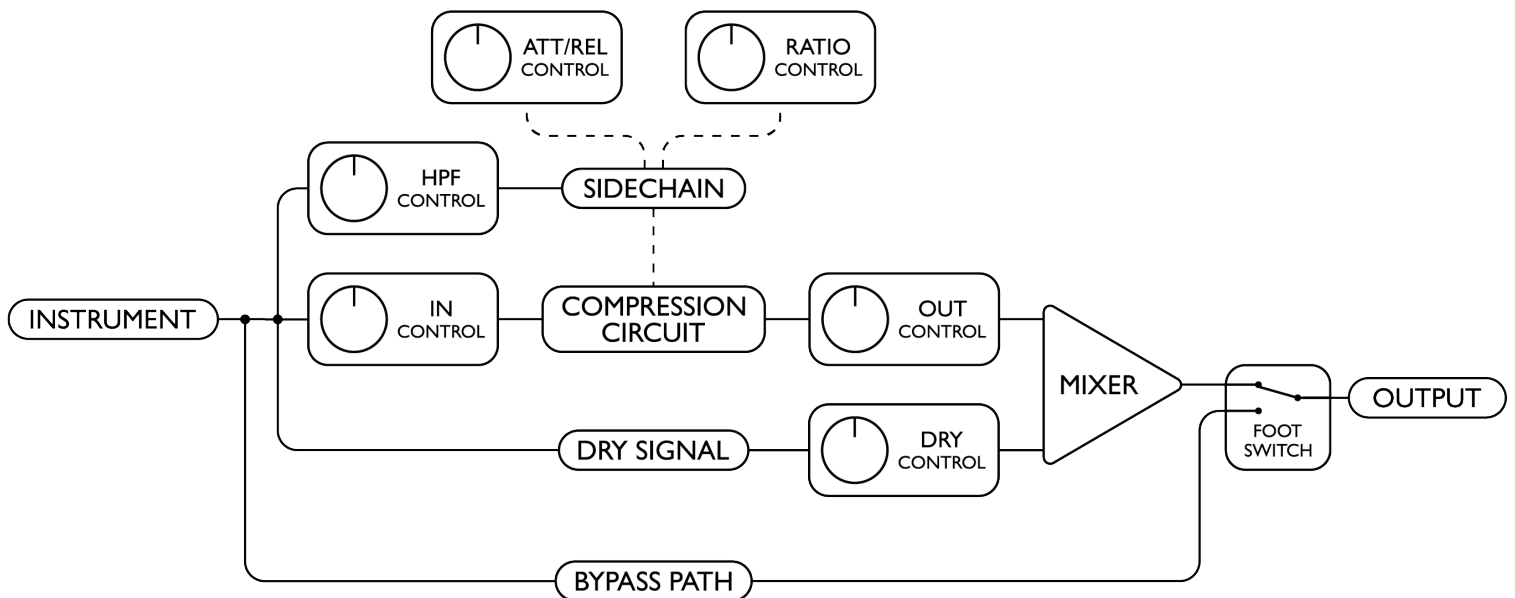 ATT/REL
CONTROL
RATIO
CONTROL
HPF
CONTROL
SIDECHAIN
INSTRUMENT
IN
CONTROL
COMPRESSION
CIRCUIT
OUT
CONTROL
MIXER
OUTPUT
FOOT
SWITCH
DRY SIGNAL
DRY
CONTROL
BYPASS PATH